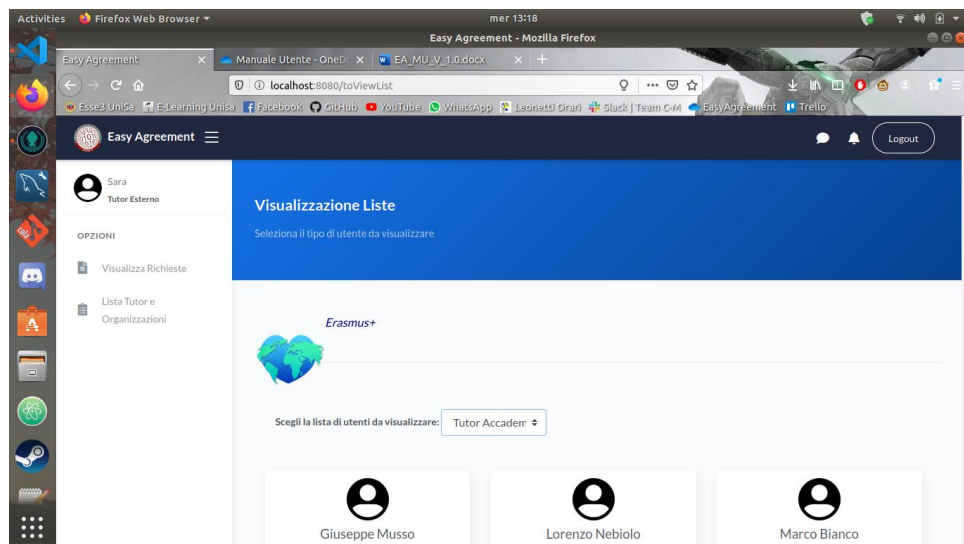 Activities Firefox Web Browser mer 13:18
Easy Agreement - Mozilla Firefox
Easy Agreement Manuale Utente - OneDr EA_MU_V_1.0.docx
localhost:8080/toViewList
Esse3 Unisa E-Learning Unisa Facebook GitHub YouTube WhatsApp Leonetti Orari Slack | Team C-M EasyAgreement Trello
Easy Agreement Logout
Sara
Tutor Esterno
OPZIONI
Visualizza Richieste
Lista Tutor e
Organizzazioni
Visualizzazione Liste
Seleziona il tipo di utente da visualizzare
Erasmus+
Scegli la lista di utenti da visualizzare: Tutor Accadem
Giuseppe Musso Lorenzo Nebiolo Marco Bianco